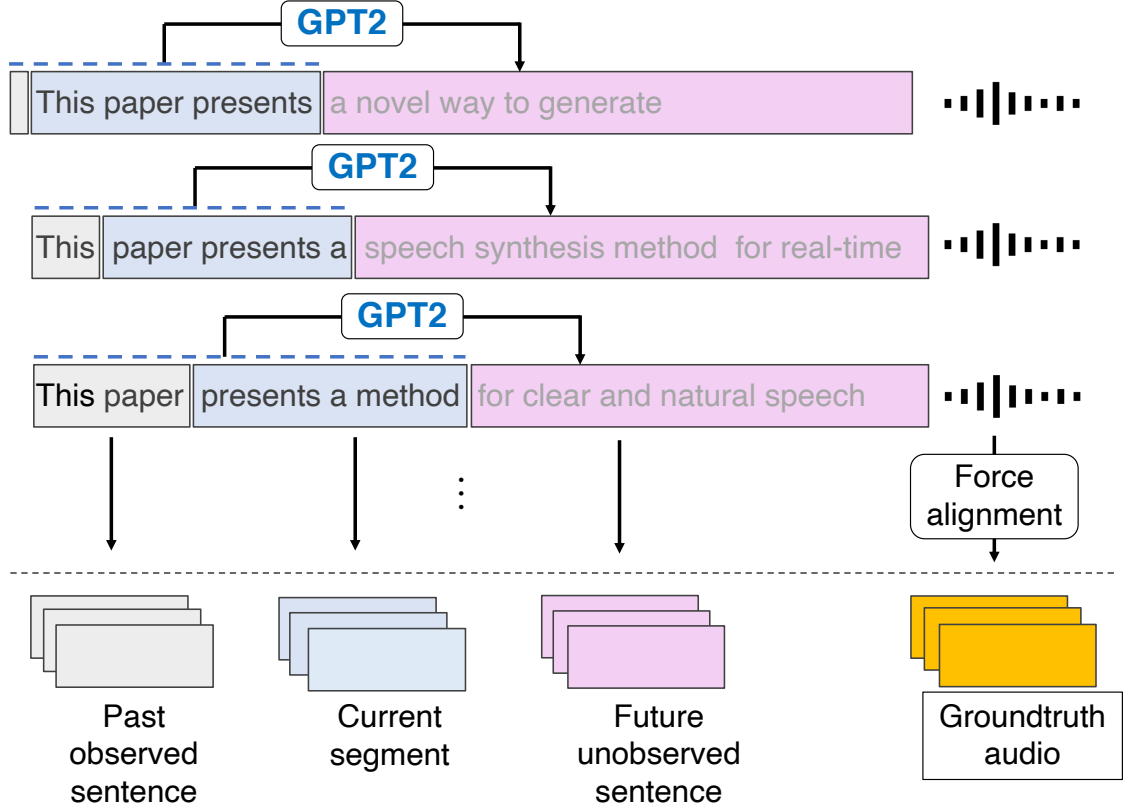 GPT2
This paper presents a novel way to generate
GPT2
This paper presents a speech synthesis method for real-time
GPT2
This paper presents a method for clear and natural speech
Force
alignment
Past
observed
sentence
Current
segment
Future
unobserved
sentence
Groundtruth
audio